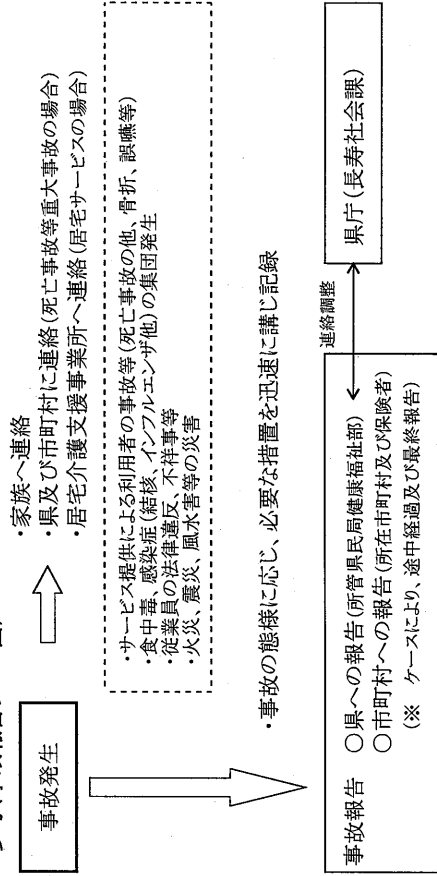 事故発生
・家族へ連絡
・県及び市町村に連絡(死亡事故等重大事故の場合)
・居宅介護支援事業所へ連絡(居宅サービスの場合)
・サービス提供による利用者の事故等(死亡事故の他、骨折、誤嚥等)
・食中毒、感染症(結核、インフルエンザ他)の集団発生
・従業員の法律違反、不祥事等
・火災、震災、風水害等の災害
・事故の態様に応じ、必要な措置を迅速に講じ記録
事故報告 ○県への報告(所管県民局健康福祉部)
○市町村への報告(所在市町村及び保険者)
(※ ケースにより、途中経過及び最終報告)
連絡調整
県庁(長寿社会課)